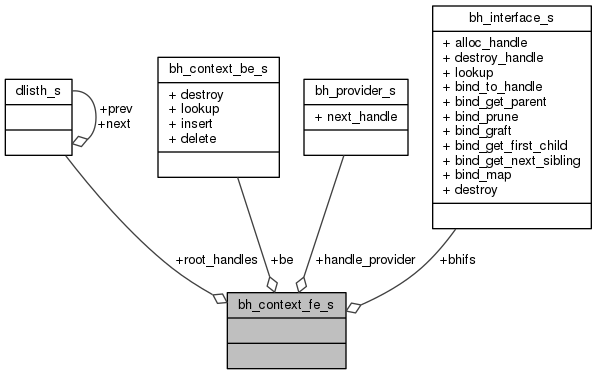 bh_interface_s
+ alloc_handle
+ destroy_handle
+ lookup
+ bind_to_handle
+ bind_get_parent
+ bind_prune
+ bind_graft
+ bind_get_first_child
+ bind_get_next_sibling
+ bind_map
+ destroy
bh_context_be_s
+ destroy
+ lookup
+ insert
+ delete
dlisth_s
+prev
+next
bh_provider_s
+ next_handle
+root_handles
+be
+handle_provider
+bhifs
bh_context_fe_s